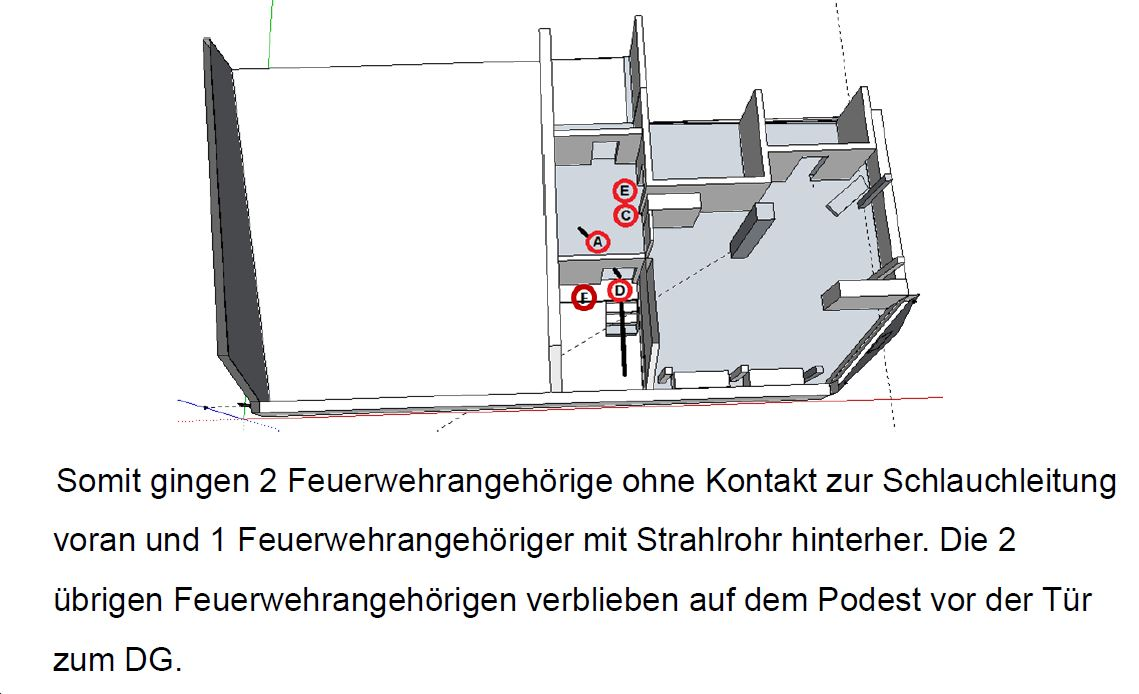 E
C
A
F D
Somit gingen 2 Feuerwehrangehörige ohne Kontakt zur Schlauchleitung
voran und 1 Feuerwehrangehöriger mit Strahlrohr hinterher. Die 2
übrigen Feuerwehrangehörigen verblieben auf dem Podest vor der Tür
zum DG.